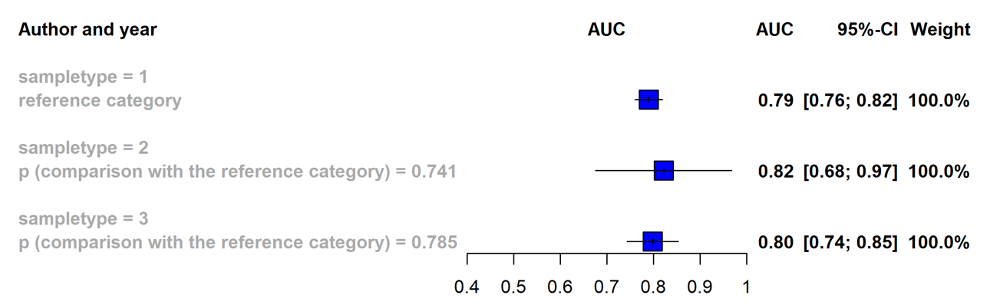 Author and year AUC AUC 95%-CI Weight
sampletype = 1
reference category 0.79 [0.76; 0.82] 100.0%
sampletype = 2
p (comparison with the reference category) = 0.741 0.82 [0.68; 0.97] 100.0%
sampletype = 3
p (comparison with the reference category) = 0.785 0.80 [0.74; 0.85] 100.0%
0.4 0.5 0.6 0.7 0.8 0.9 1